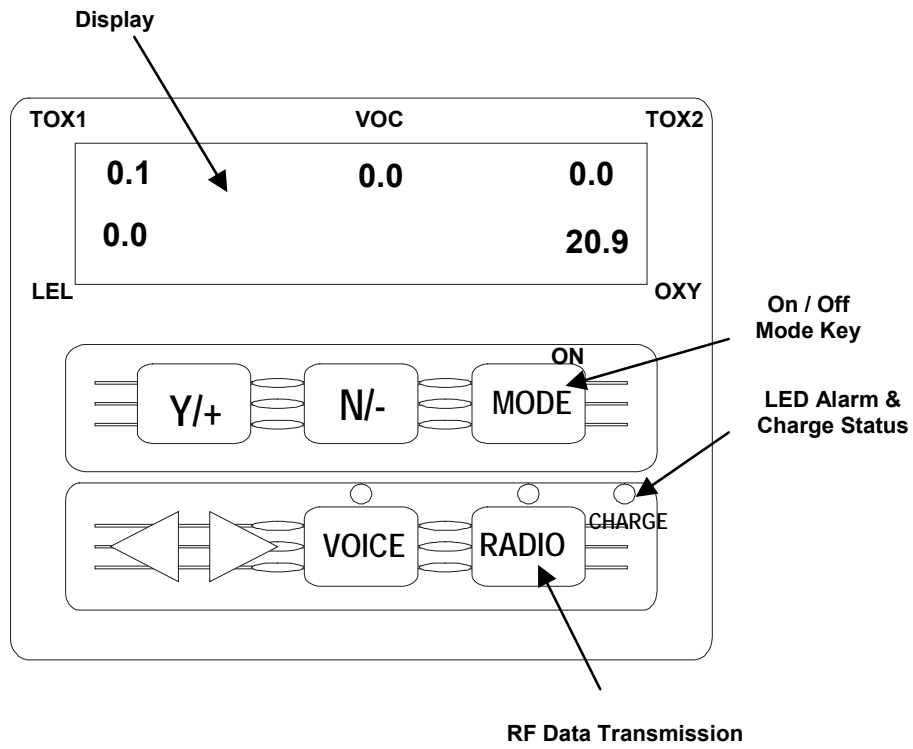 Display
TOX1 VOC TOX2
0.1 0.0 0.0
0.0 20.9
LEL OXY
On / Off
Mode Key
ON
Y/+ N/- MODE
LED Alarm &
Charge Status
CHARGE
VOICE RADIO
RF Data Transmission